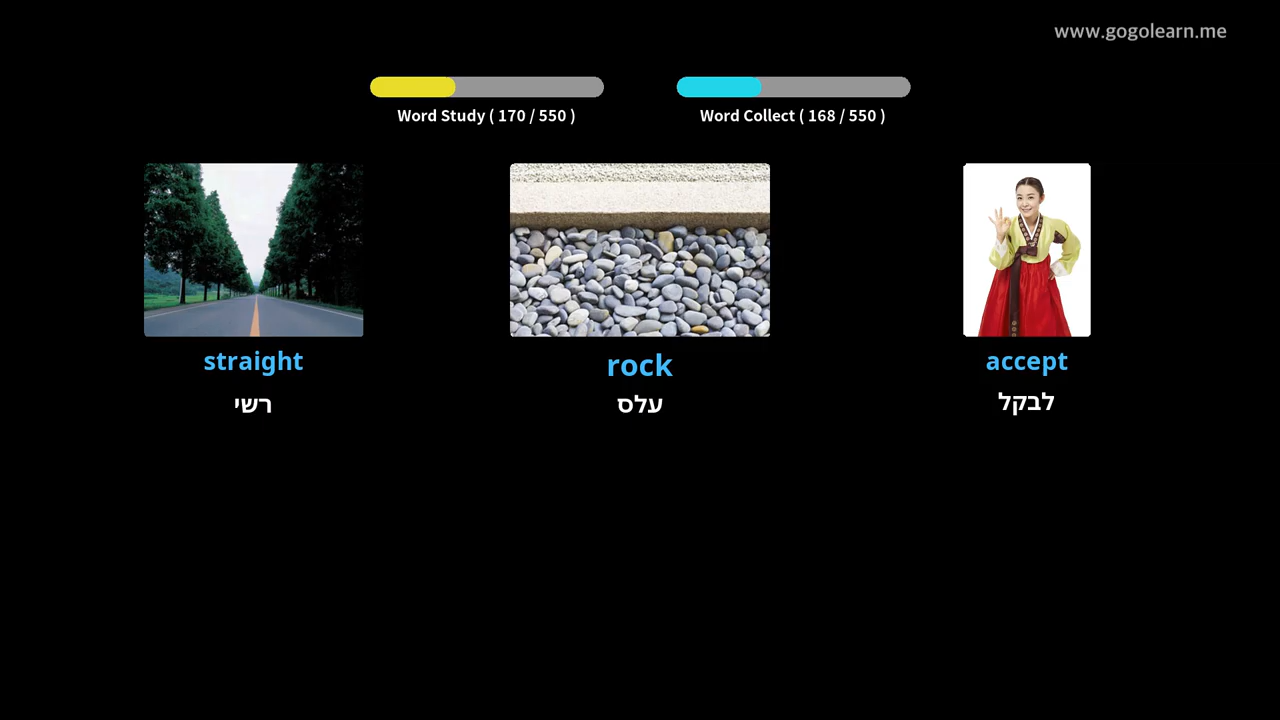 www.gogolearn.me
Word Study ( 170 / 550 )
Word Collect ( 168 / 550 )
straight
rock
accept
רשי
עלס
לבקל